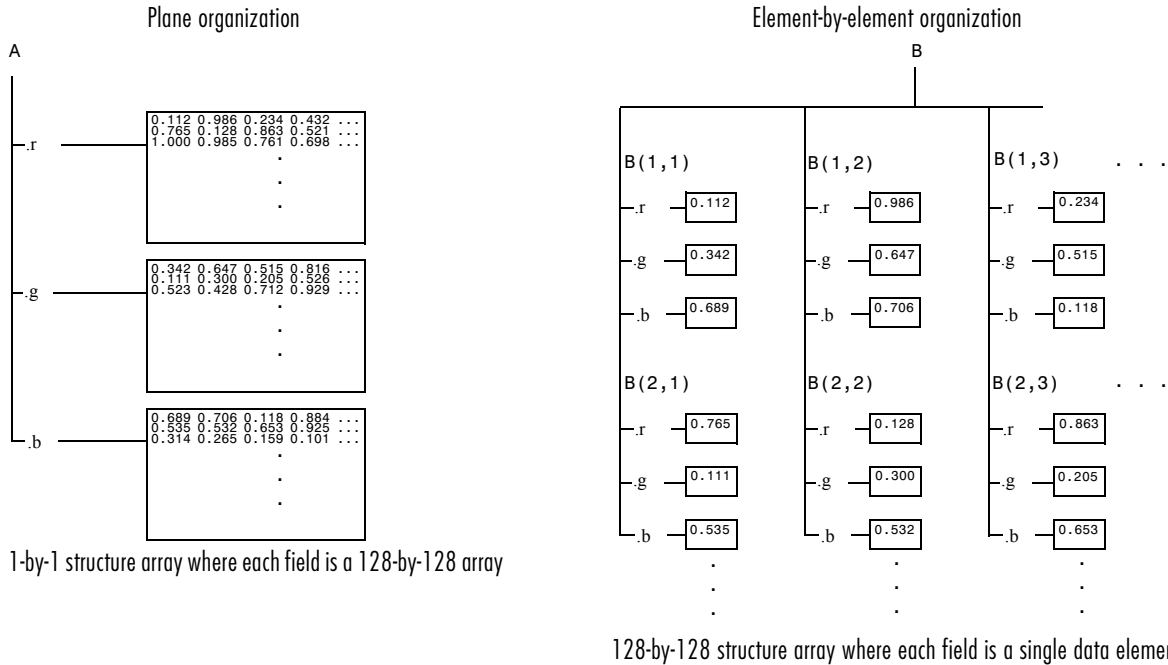 Plane organization
A
.r
0.112 0.986 0.234 0.432 ...
0.765 0.128 0.863 0.521 ...
1.000 0.985 0.761 0.698 ...
.
.
.
.g
0.342 0.647 0.515 0.816 ...
0.111 0.300 0.205 0.526 ...
0.523 0.428 0.712 0.929 ...
.
.
.
.b
0.689 0.706 0.118 0.884 ...
0.535 0.532 0.653 0.925 ...
0.314 0.265 0.159 0.101 ...
.
.
.
1-by-1 structure array where each field is a 128-by-128 array
Element-by-element organization
B
B(1,1) B(1,2) B(1,3) . . .
.r 0.112 .r 0.986 .r 0.234
.g 0.342 .g 0.647 .g 0.515
.b 0.689 .b 0.706 .b 0.118
B(2,1) B(2,2) B(2,3) . . .
.r 0.765 .r 0.128 .r 0.863
.g 0.111 .g 0.300 .g 0.205
.b 0.535 .b 0.532 .b 0.653
. . .
. . .
. . .
128-by-128 structure array where each field is a single data elemen